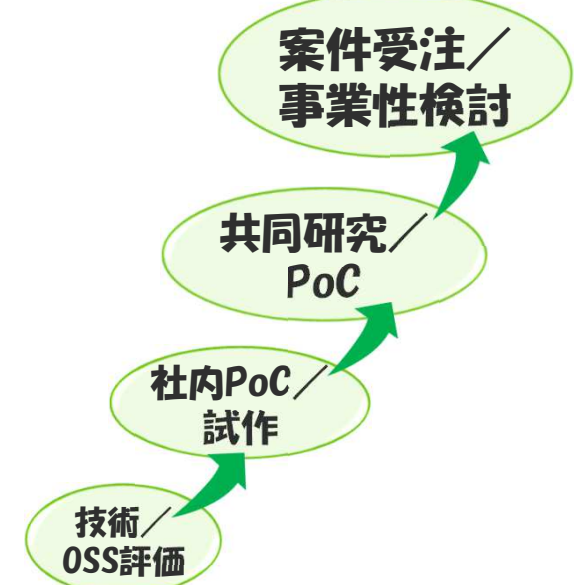 案件受注／
事業性検討
共同研究／
PoC
社内PoC／
試作
技術／
OSS評価